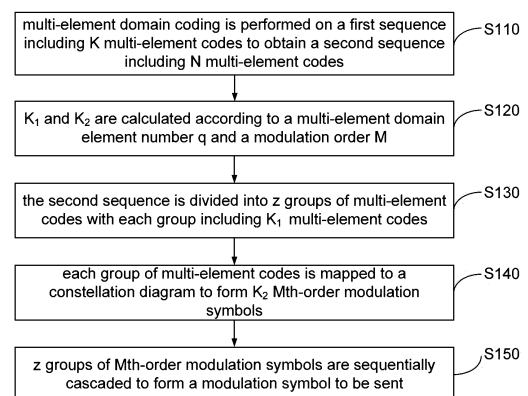 multi-element domain coding is performed on a first sequence
including K multi-element codes to obtain a second sequence
including N multi-element codes
S110
K₁ and K₂ are calculated according to a multi-element domain
element number q and a modulation order M
S120
the second sequence is divided into z groups of multi-element
codes with each group including K₁ multi-element codes
S130
each group of multi-element codes is mapped to a
constellation diagram to form K₂ Mth-order modulation
symbols
S140
z groups of Mth-order modulation symbols are sequentially
cascaded to form a modulation symbol to be sent
S150